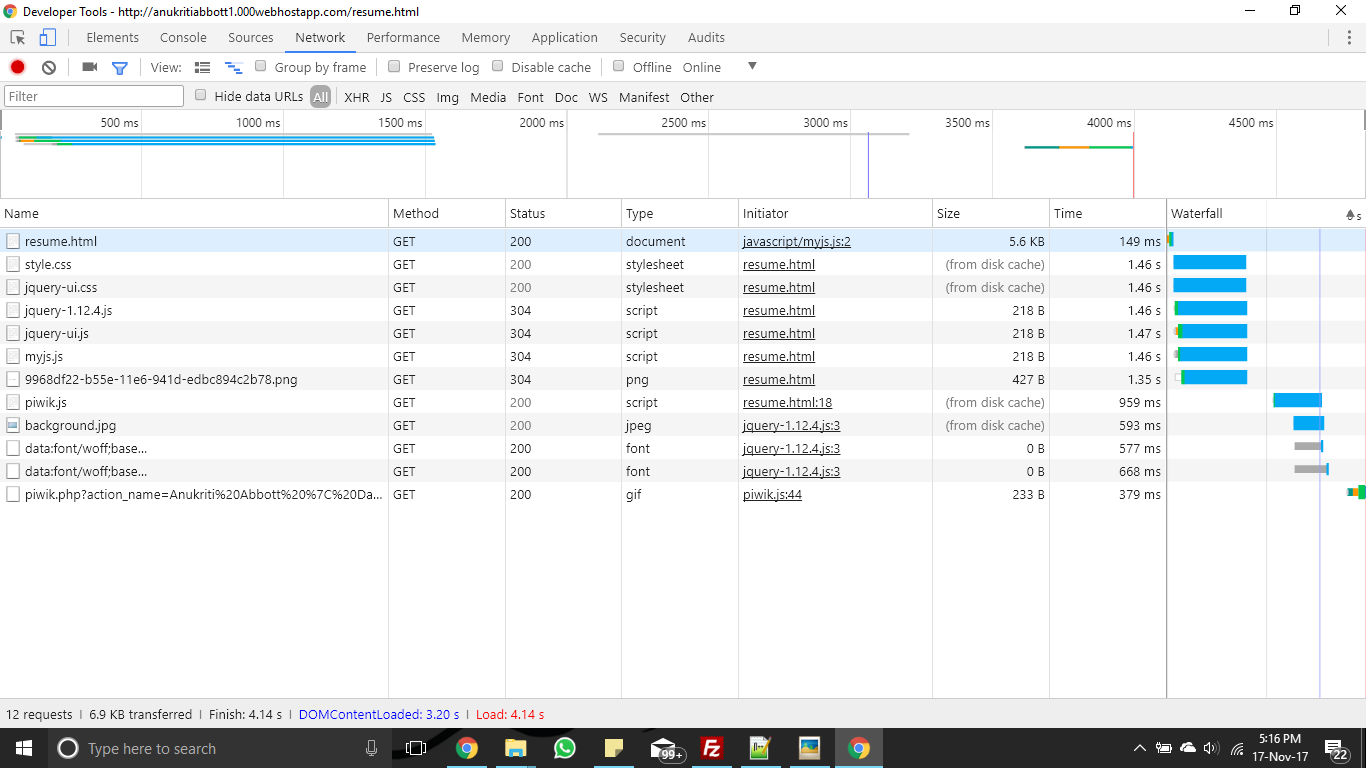 Developer Tools - http://anukritiabbott1.000webhostapp.com/resume.html
Elements Console Sources Network Performance Memory Application Security Audits
View: Group by frame Preserve log Disable cache Offline Online
Filter Hide data URLs All XHR JS CSS Img Media Font Doc WS Manifest Other
500 ms 1000 ms 1500 ms 2000 ms 2500 ms 3000 ms 3500 ms 4000 ms 4500 ms
Name Method Status Type Initiator Size Time Waterfall s
resume.html GET 200 document javascript/myjs.js:2 5.6 KB 149 ms
style.css GET 200 stylesheet resume.html (from disk cache) 1.46 s
jquery-ui.css GET 200 stylesheet resume.html (from disk cache) 1.46 s
jquery-1.12.4.js GET 304 script resume.html 218 B 1.46 s
jquery-ui.js GET 304 script resume.html 218 B 1.47 s
myjs.js GET 304 script resume.html 218 B 1.46 s
9968df22-b55e-11e6-941d-edbc894c2b78.png GET 304 png resume.html 427 B 1.35 s
piwik.js GET 200 script resume.html:18 (from disk cache) 959 ms
background.jpg GET 200 jpeg jquery-1.12.4.js:3 (from disk cache) 593 ms
data:font/woff;base... GET 200 font jquery-1.12.4.js:3 0 B 577 ms
data:font/woff;base... GET 200 font jquery-1.12.4.js:3 0 B 668 ms
piwik.php?action_name=Anukriti%20Abbott%20%7C%20Da... GET 200 gif piwik.js:44 233 B 379 ms
12 requests | 6.9 KB transferred | Finish: 4.14 s | DOMContentLoaded: 3.20 s | Load: 4.14 s
Type here to search 99+ Fz 5:16 PM
17-Nov-17 22